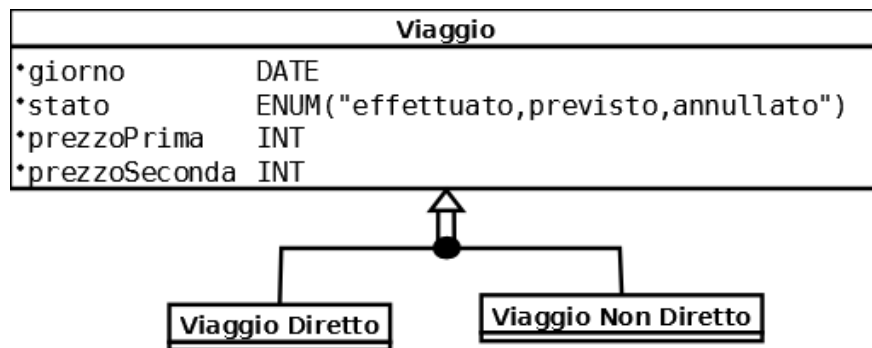 Viaggio
giorno DATE
stato ENUM("effettuato,previsto,annullato")
prezzoPrima INT
prezzoSeconda INT
Viaggio Diretto
Viaggio Non Diretto